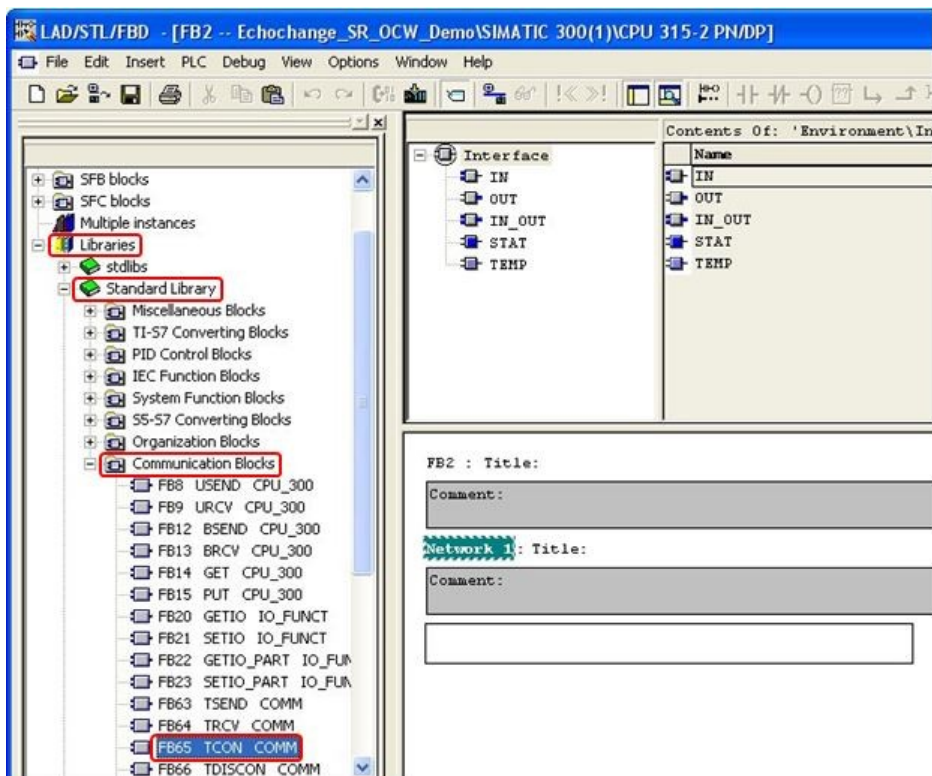 LAD/STL/FBD - [FB2 -- Echochange_SR_OCW_Demo\SIMATIC 300(1)\CPU 315-2 PN/DP]
File Edit Insert PLC Debug View Options Window Help
SFB blocks
SFC blocks
Multiple instances
Libraries
stdlibs
Standard Library
Miscellaneous Blocks
TI-S7 Converting Blocks
PID Control Blocks
IEC Function Blocks
System Function Blocks
S5-S7 Converting Blocks
Organization Blocks
Communication Blocks
FB8 USEND CPU_300
FB9 URCV CPU_300
FB12 BSEND CPU_300
FB13 BRCV CPU_300
FB14 GET CPU_300
FB15 PUT CPU_300
FB20 GETIO IO_FUNCT
FB21 SETIO IO_FUNCT
FB22 GETIO_PART IO_FUN
FB23 SETIO_PART IO_FUN
FB63 TSEND COMM
FB64 TRCV COMM
FB65 TCON COMM
FB66 TDISCON COMM
Interface
IN
OUT
IN_OUT
STAT
TEMP
Contents Of: 'Environment\In
Name
IN
OUT
IN_OUT
STAT
TEMP
FB2 : Title:
Comment:
Network 1: Title:
Comment: